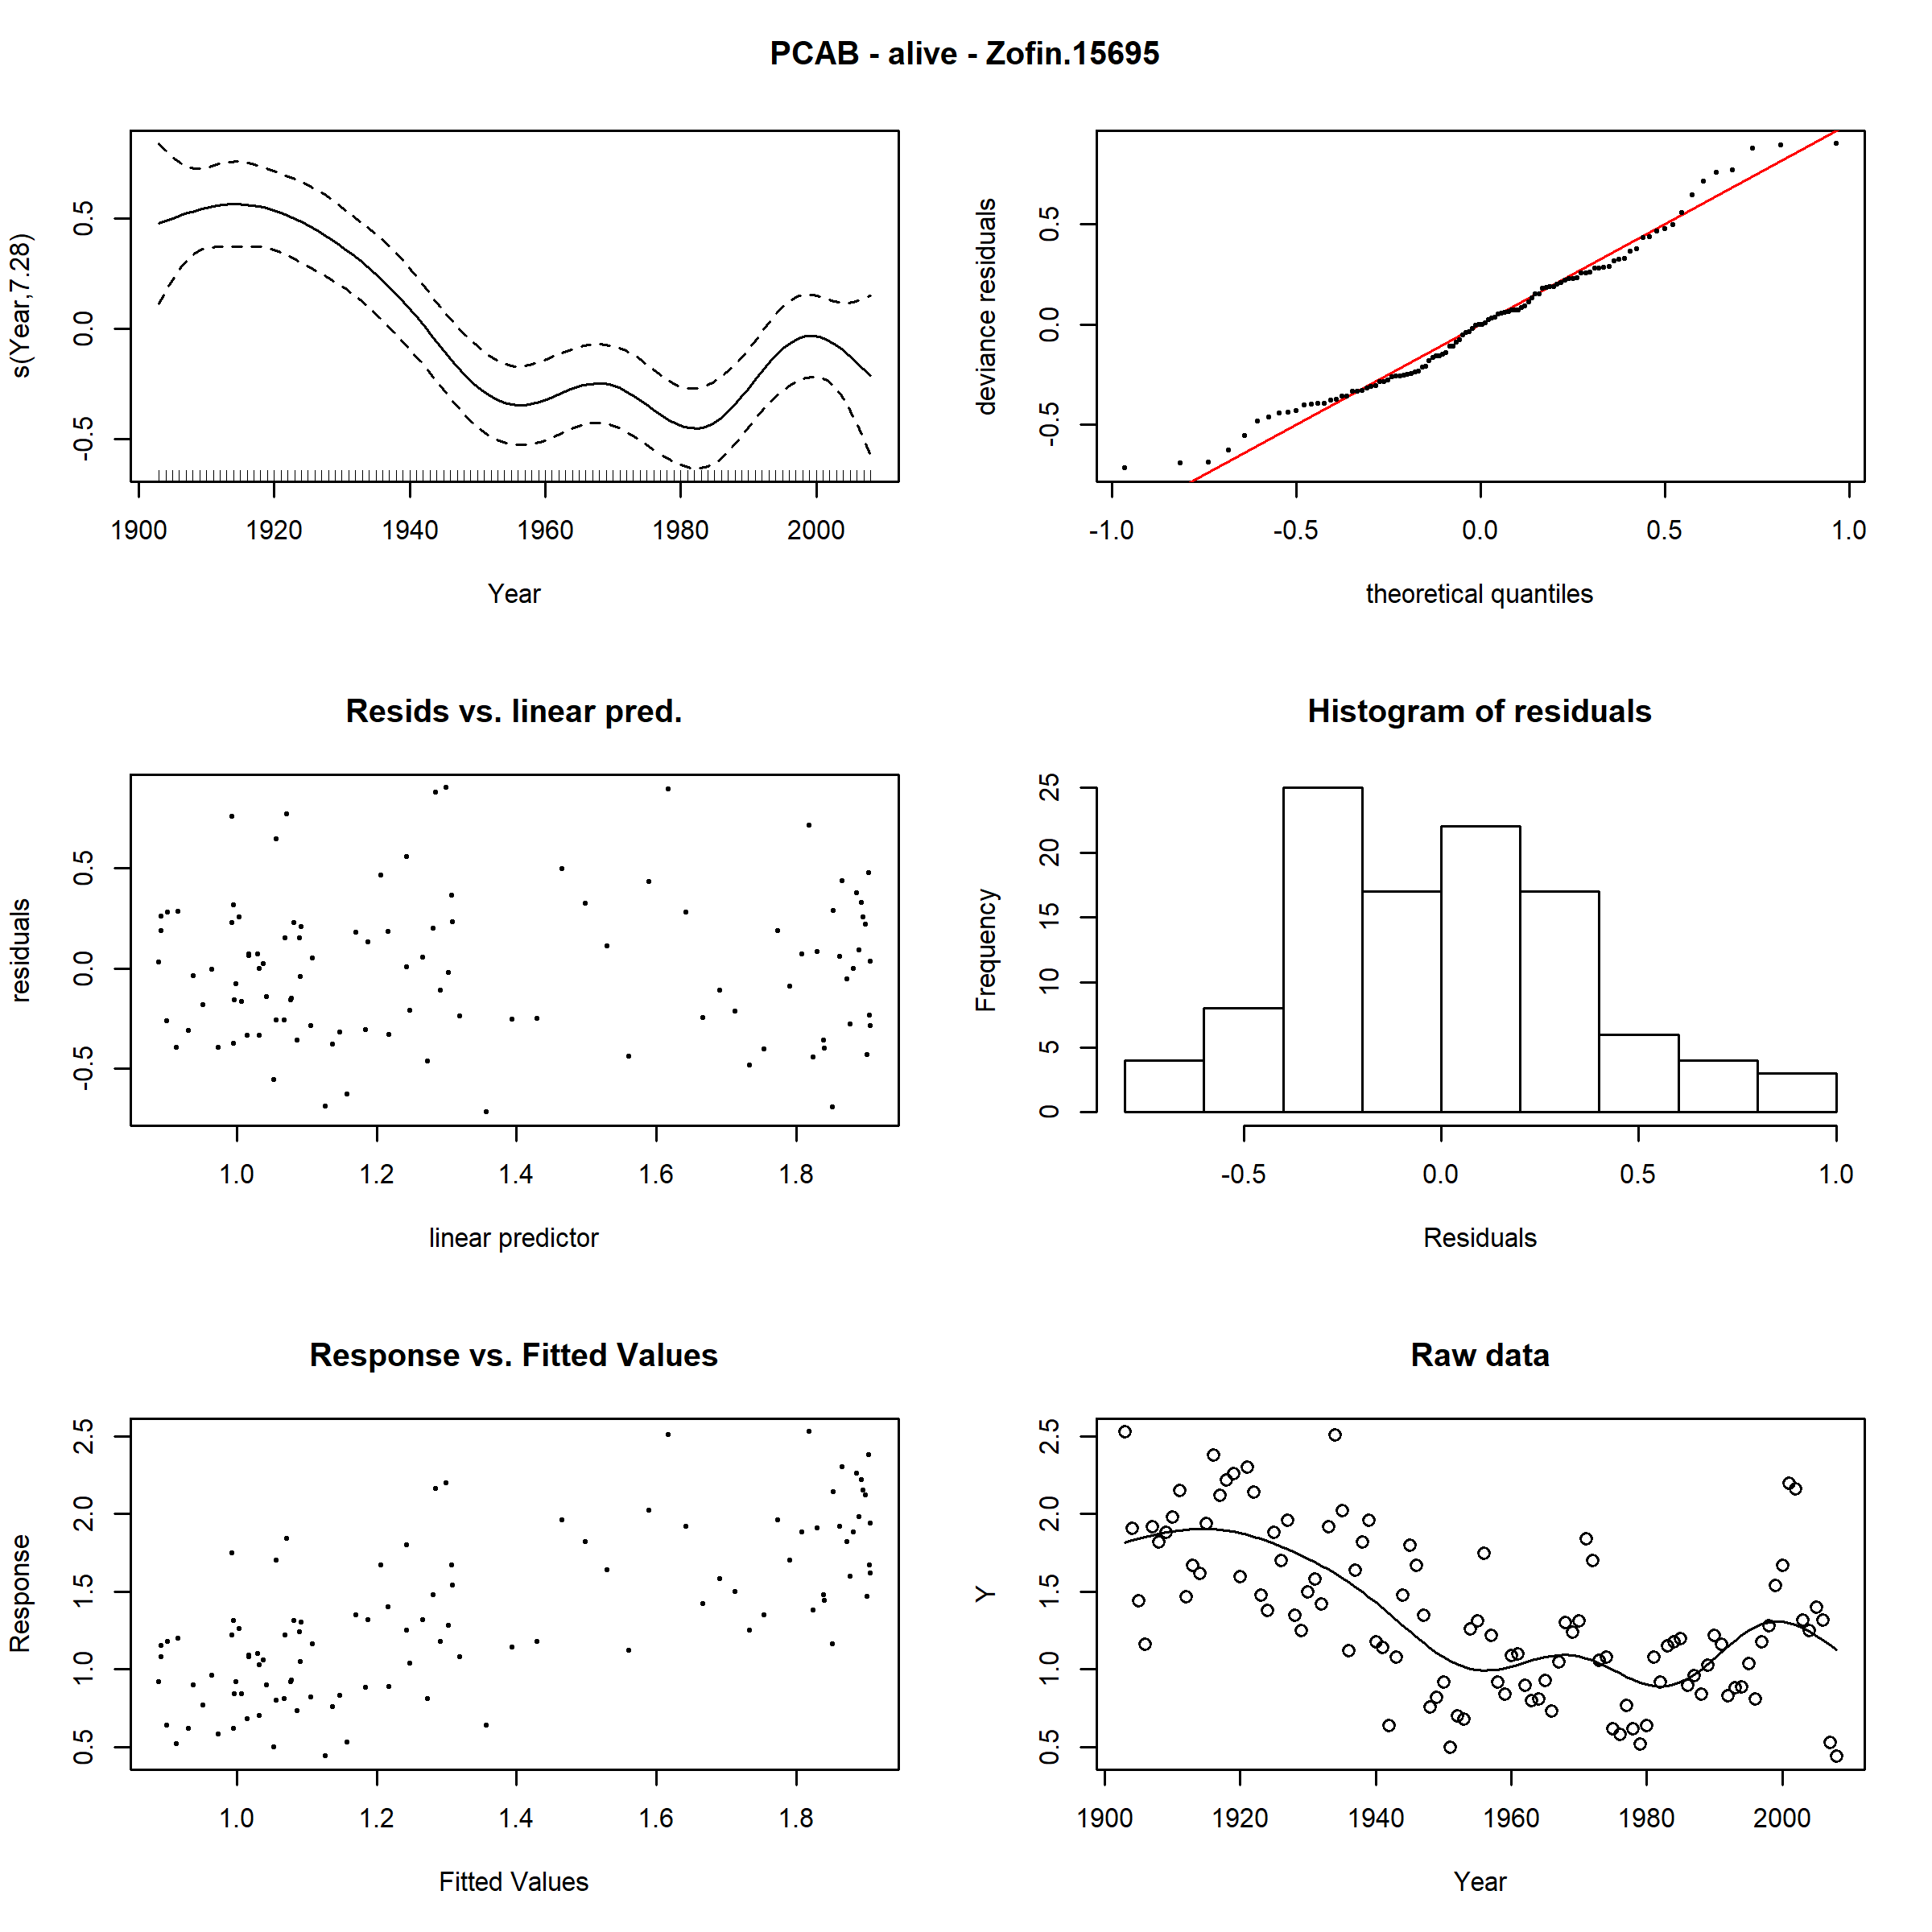 PCAB - alive - Zofin.15695
s(Year,7.28)
-0.5 0.0 0.5
1900 1920 1940 1960 1980 2000
Year
deviance residuals
-0.5 0.0 0.5
-1.0 -0.5 0.0 0.5 1.0
theoretical quantiles
Resids vs. linear pred.
residuals
-0.5 0.0 0.5
1.0 1.2 1.4 1.6 1.8
linear predictor
Histogram of residuals
Frequency
0 5 10 15 20 25
-0.5 0.0 0.5 1.0
Residuals
Response vs. Fitted Values
Response
0.5 1.0 1.5 2.0 2.5
1.0 1.2 1.4 1.6 1.8
Fitted Values
Raw data
Y
0.5 1.0 1.5 2.0 2.5
1900 1920 1940 1960 1980 2000
Year